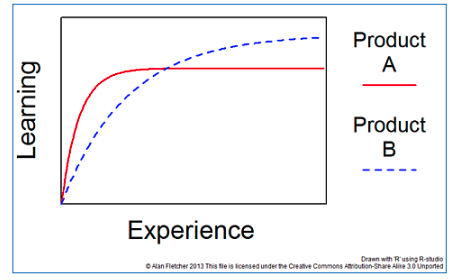 Learning
Experience
Product
A
Product
B
Drawn with 'R' using R-studio
© Alan Fletcher 2013 This file is licensed under the Creative Commons Attribution-Share Alike 3.0 Unported